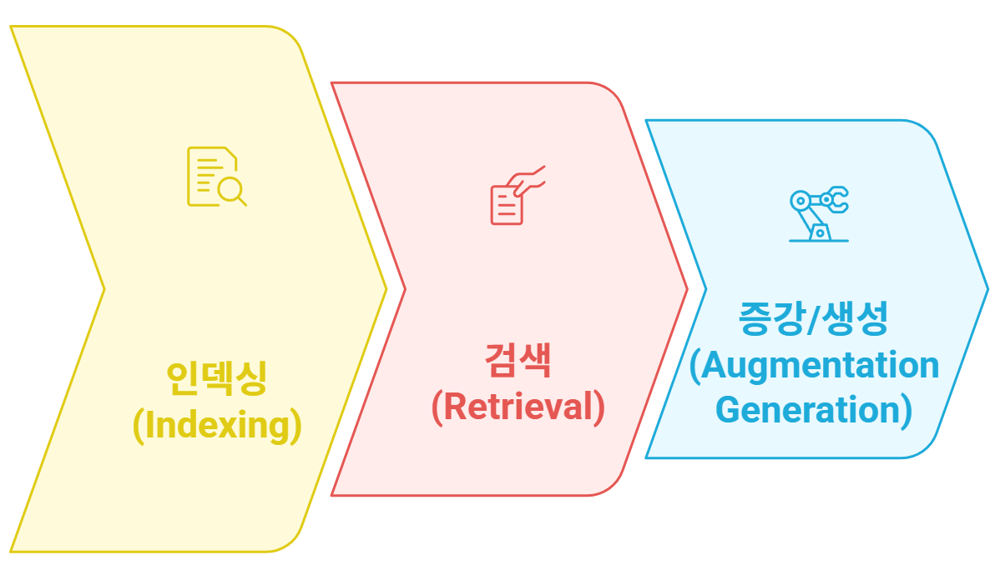 인덱싱
(Indexing)
검색
(Retrieval)
증강/생성
(Augmentation
Generation)